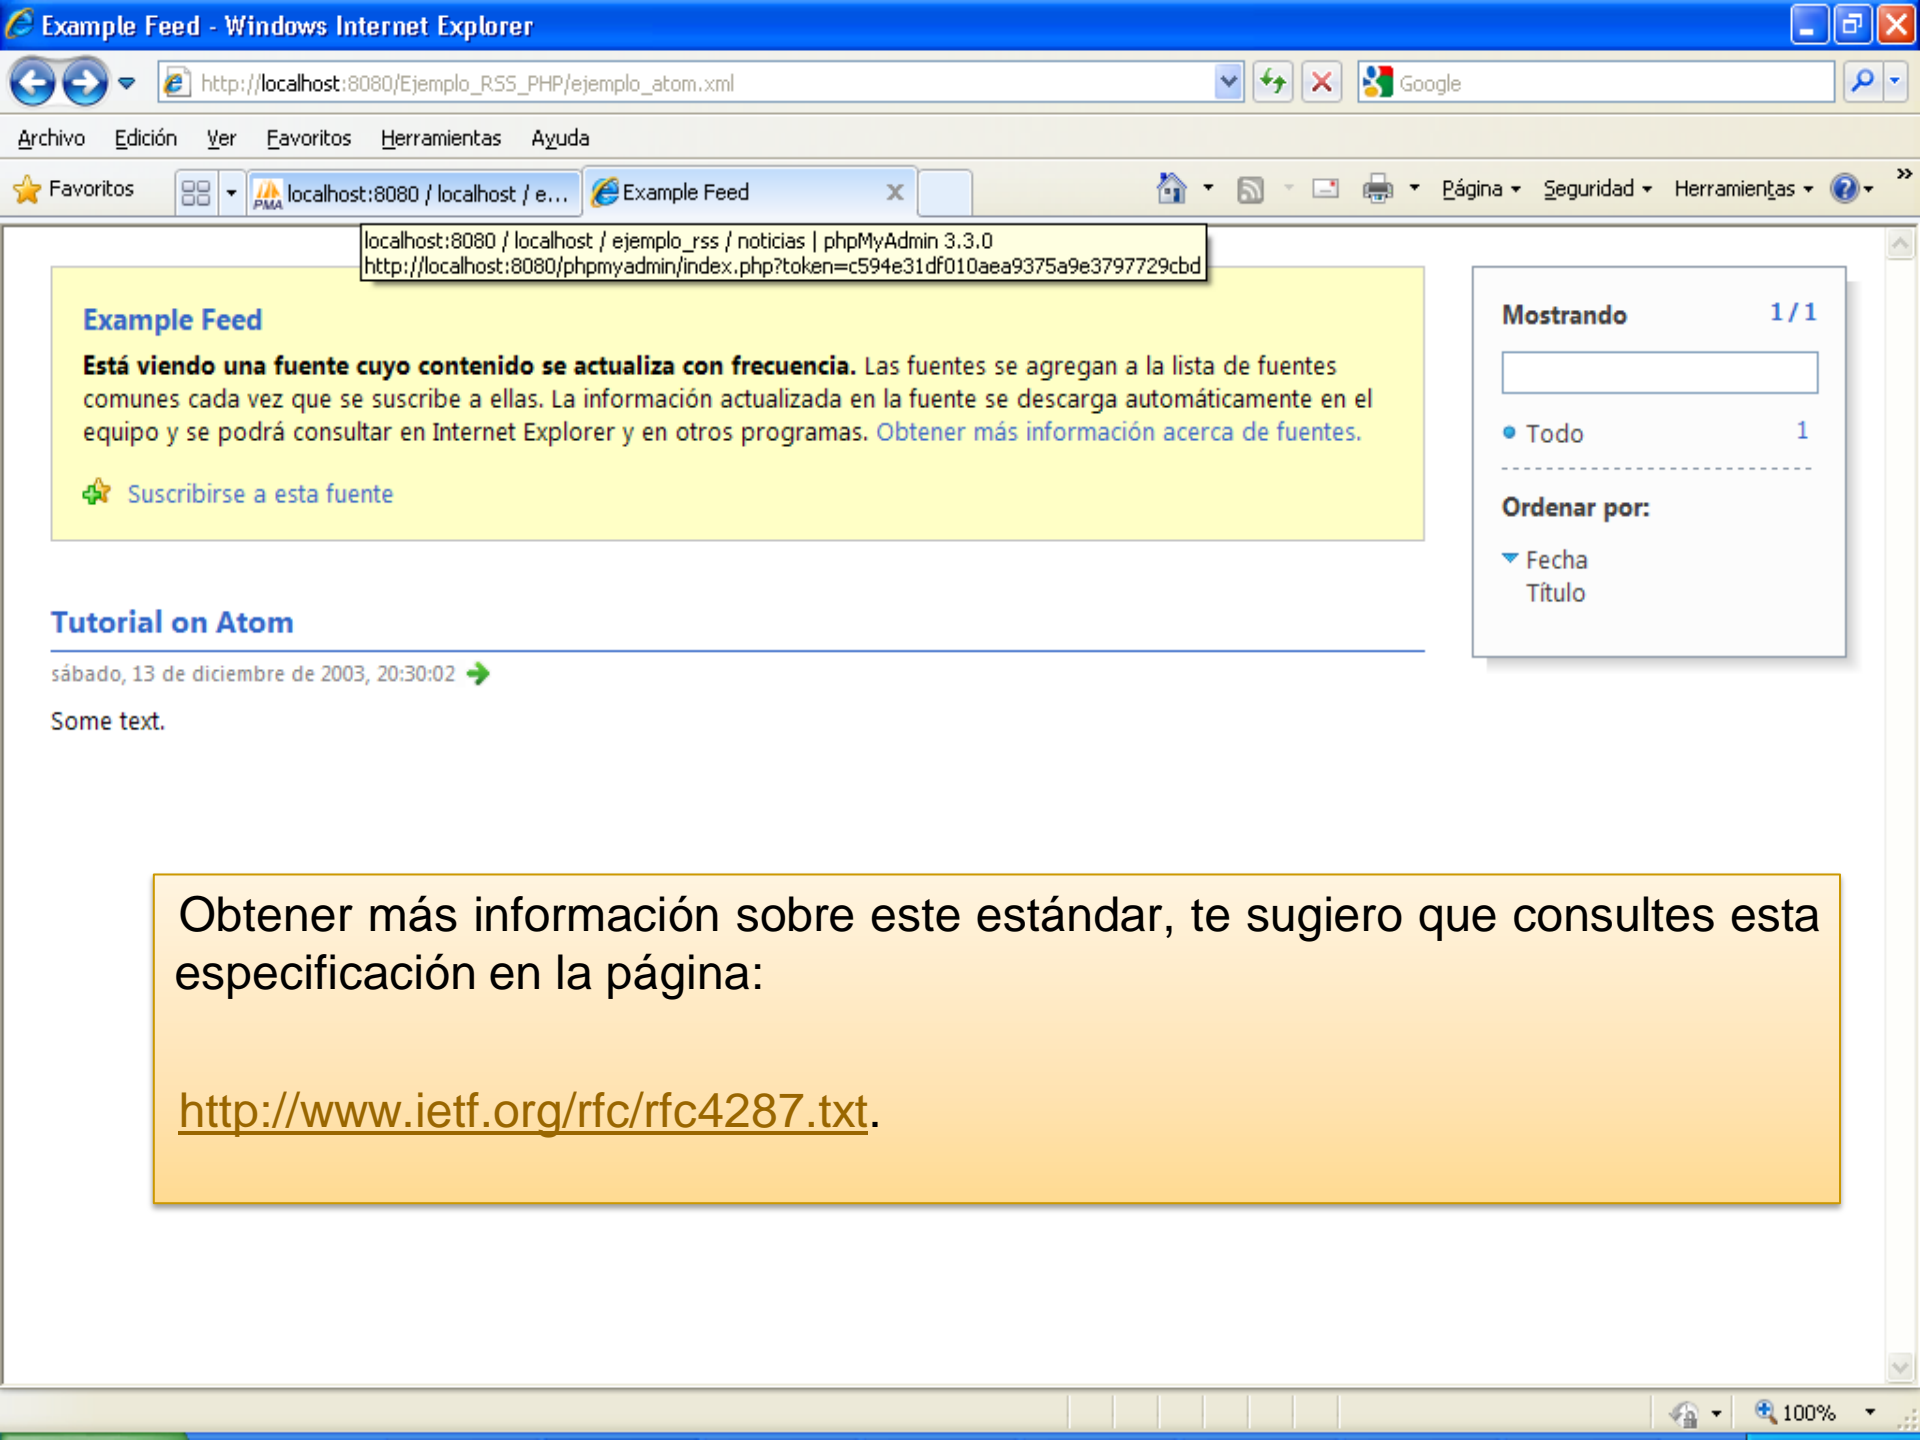 Example Feed - Windows Internet Explorer
http://localhost:8080/Ejemplo_RSS_PHP/ejemplo_atom.xml
Google
Archivo Edición Ver Favoritos Herramientas Ayuda
Favoritos
PMA localhost:8080 / localhost / e...
Example Feed
Página Seguridad Herramientas
localhost:8080 / localhost / ejemplo_rss / noticias | phpMyAdmin 3.3.0
http://localhost:8080/phpmyadmin/index.php?token=c594e31df010aea9375a9e3797729cbd
Example Feed
Está viendo una fuente cuyo contenido se actualiza con frecuencia. Las fuentes se agregan a la lista de fuentes
comunes cada vez que se suscribe a ellas. La información actualizada en la fuente se descarga automáticamente en el
equipo y se podrá consultar en Internet Explorer y en otros programas. Obtener más información acerca de fuentes.
Suscribirse a esta fuente
Mostrando 1 / 1
Todo 1
Ordenar por:
Fecha
Título
Tutorial on Atom
sábado, 13 de diciembre de 2003, 20:30:02
Some text.
Obtener más información sobre este estándar, te sugiero que consultes esta
especificación en la página:
http://www.ietf.org/rfc/rfc4287.txt.
100%